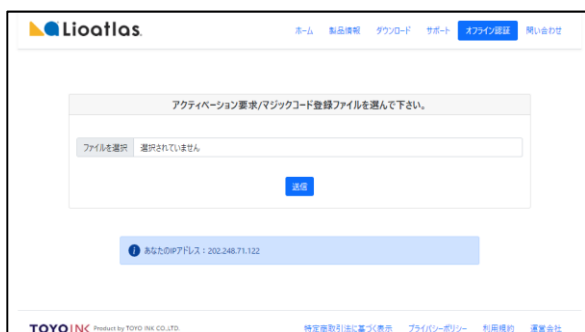 Lioatlas.
ホーム 製品情報 ダウンロード サポート オフライン認証 問い合わせ
アクティベーション要求/マジックコード登録ファイルを選んで下さい。
ファイルを選択 選択されていません
送信
あなたのIPアドレス：202.248.71.122
TOYO INK Product by TOYO INK CO.,LTD. 特定商取引法に基づく表示 プライバシーポリシー 利用規約 運営会社